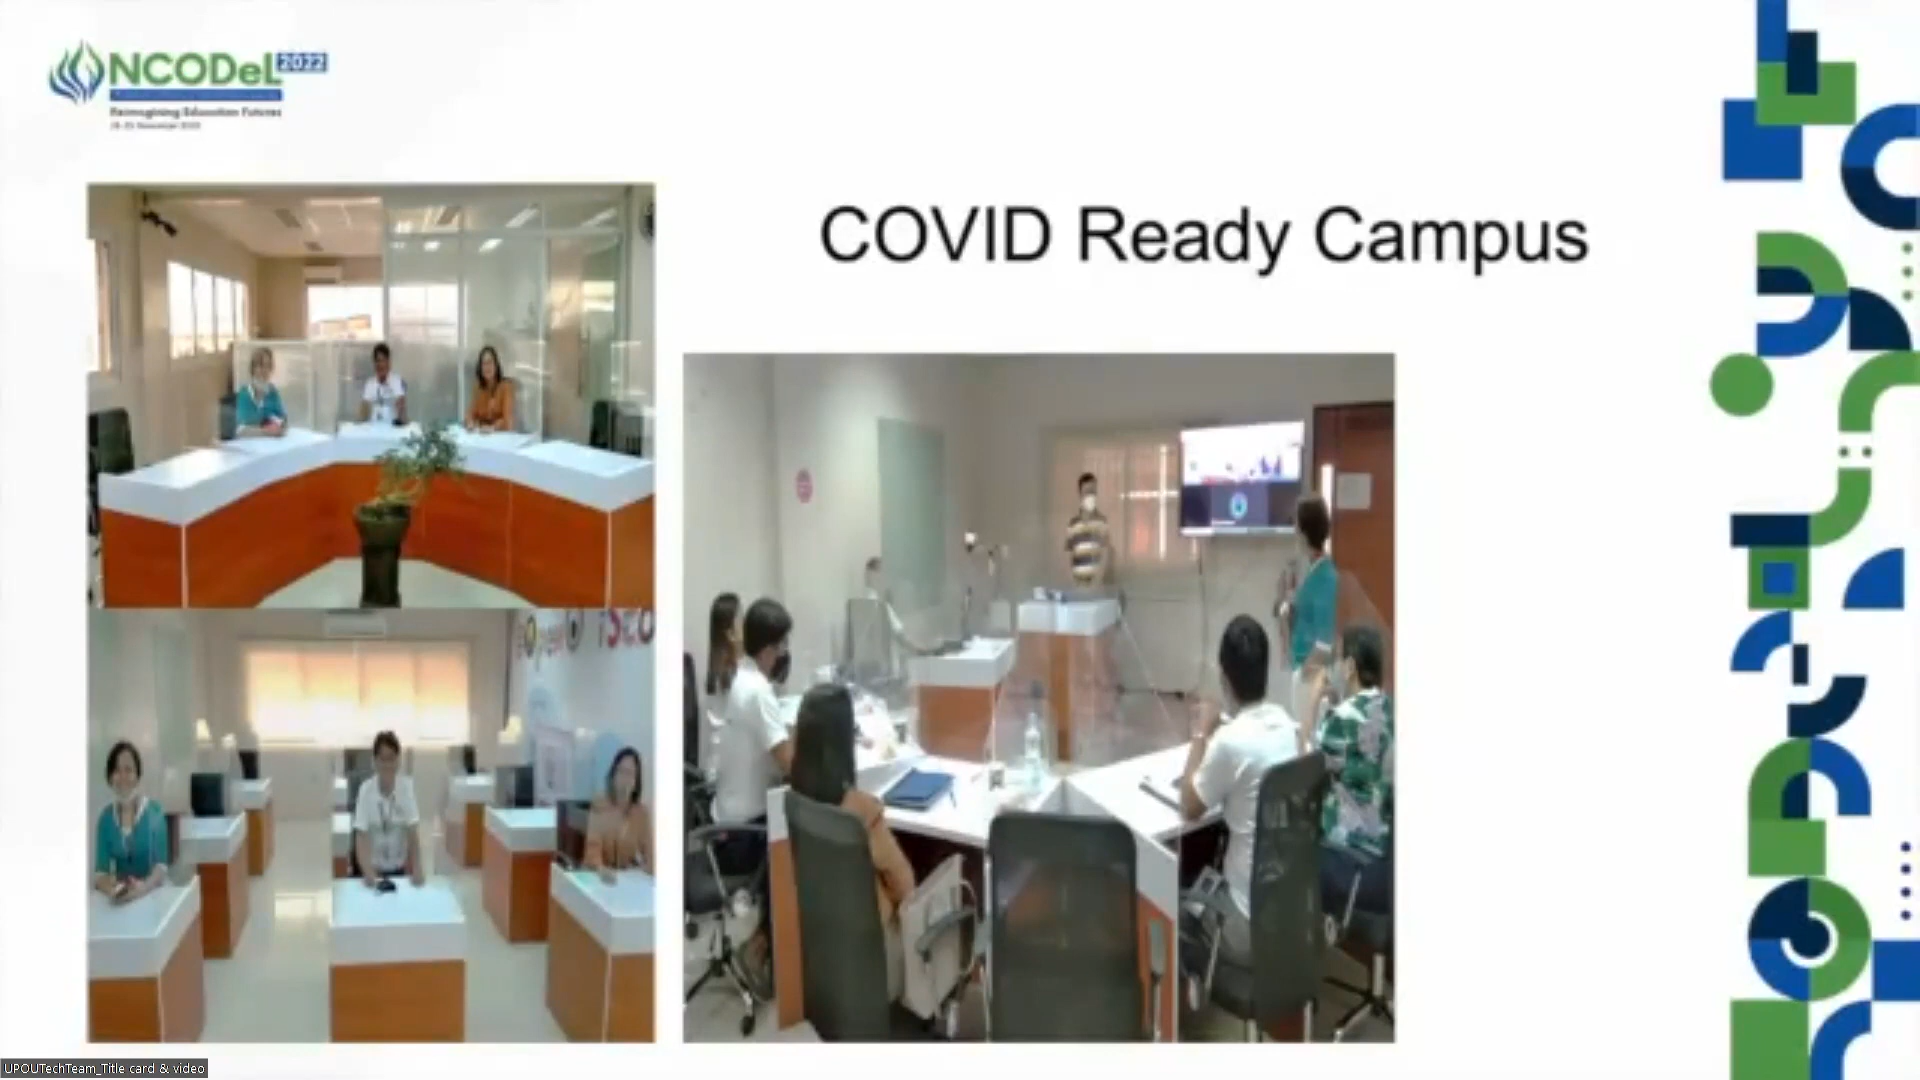 NCODeL 2022
Reimagining Education Futures
COVID Ready Campus
UPOUTechTeam_Title card & video